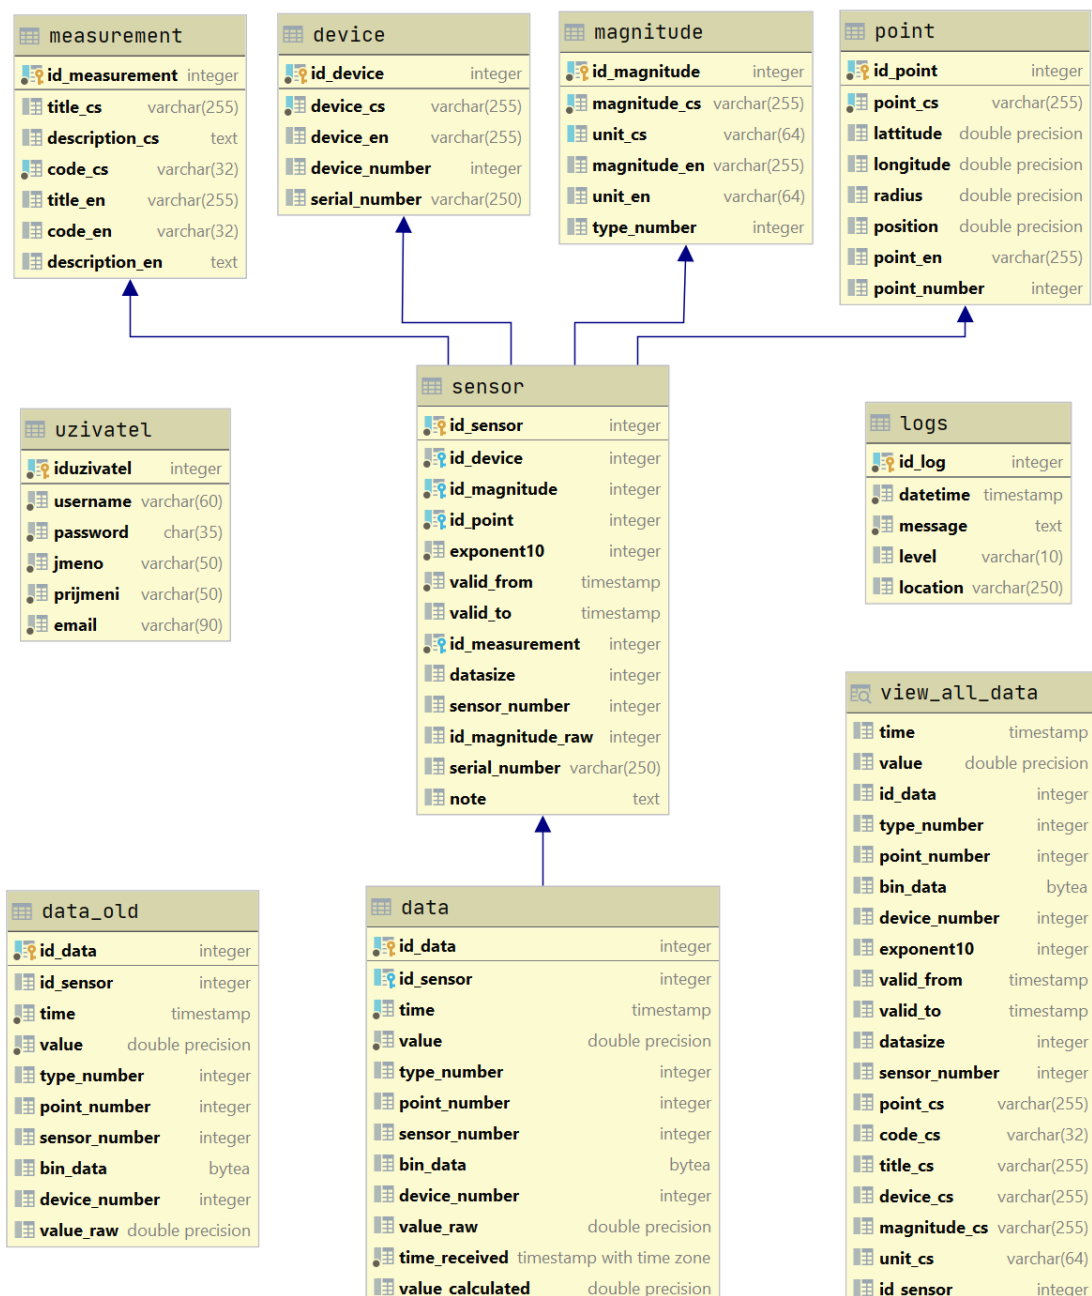 measurement
id_measurement integer
title_cs varchar(255)
description_cs text
code_cs varchar(32)
title_en varchar(255)
code_en varchar(32)
description_en text
device
id_device integer
device_cs varchar(255)
device_en varchar(255)
device_number integer
serial_number varchar(250)
magnitude
id_magnitude integer
magnitude_cs varchar(255)
unit_cs varchar(64)
magnitude_en varchar(255)
unit_en varchar(64)
type_number integer
point
id_point integer
point_cs varchar(255)
lattitude double precision
longitude double precision
radius double precision
position double precision
point_en varchar(255)
point_number integer
uzivatel
iduzivatel integer
username varchar(60)
password char(35)
jmeno varchar(50)
prijmeni varchar(50)
email varchar(90)
sensor
id_sensor integer
id_device integer
id_magnitude integer
id_point integer
exponent10 integer
valid_from timestamp
valid_to timestamp
id_measurement integer
datasize integer
sensor_number integer
id_magnitude_raw integer
serial_number varchar(250)
note text
logs
id_log integer
datetime timestamp
message text
level varchar(10)
location varchar(250)
data_old
id_data integer
id_sensor integer
time timestamp
value double precision
type_number integer
point_number integer
sensor_number integer
bin_data bytea
device_number integer
value_raw double precision
data
id_data integer
id_sensor integer
time timestamp
value double precision
type_number integer
point_number integer
sensor_number integer
bin_data bytea
device_number integer
value_raw double precision
time_received timestamp with time zone
value_calculated double precision
view_all_data
time timestamp
value double precision
id_data integer
type_number integer
point_number integer
bin_data bytea
device_number integer
exponent10 integer
valid_from timestamp
valid_to timestamp
datasize integer
sensor_number integer
point_cs varchar(255)
code_cs varchar(32)
title_cs varchar(255)
device_cs varchar(255)
magnitude_cs varchar(255)
unit_cs varchar(64)
id_sensor integer